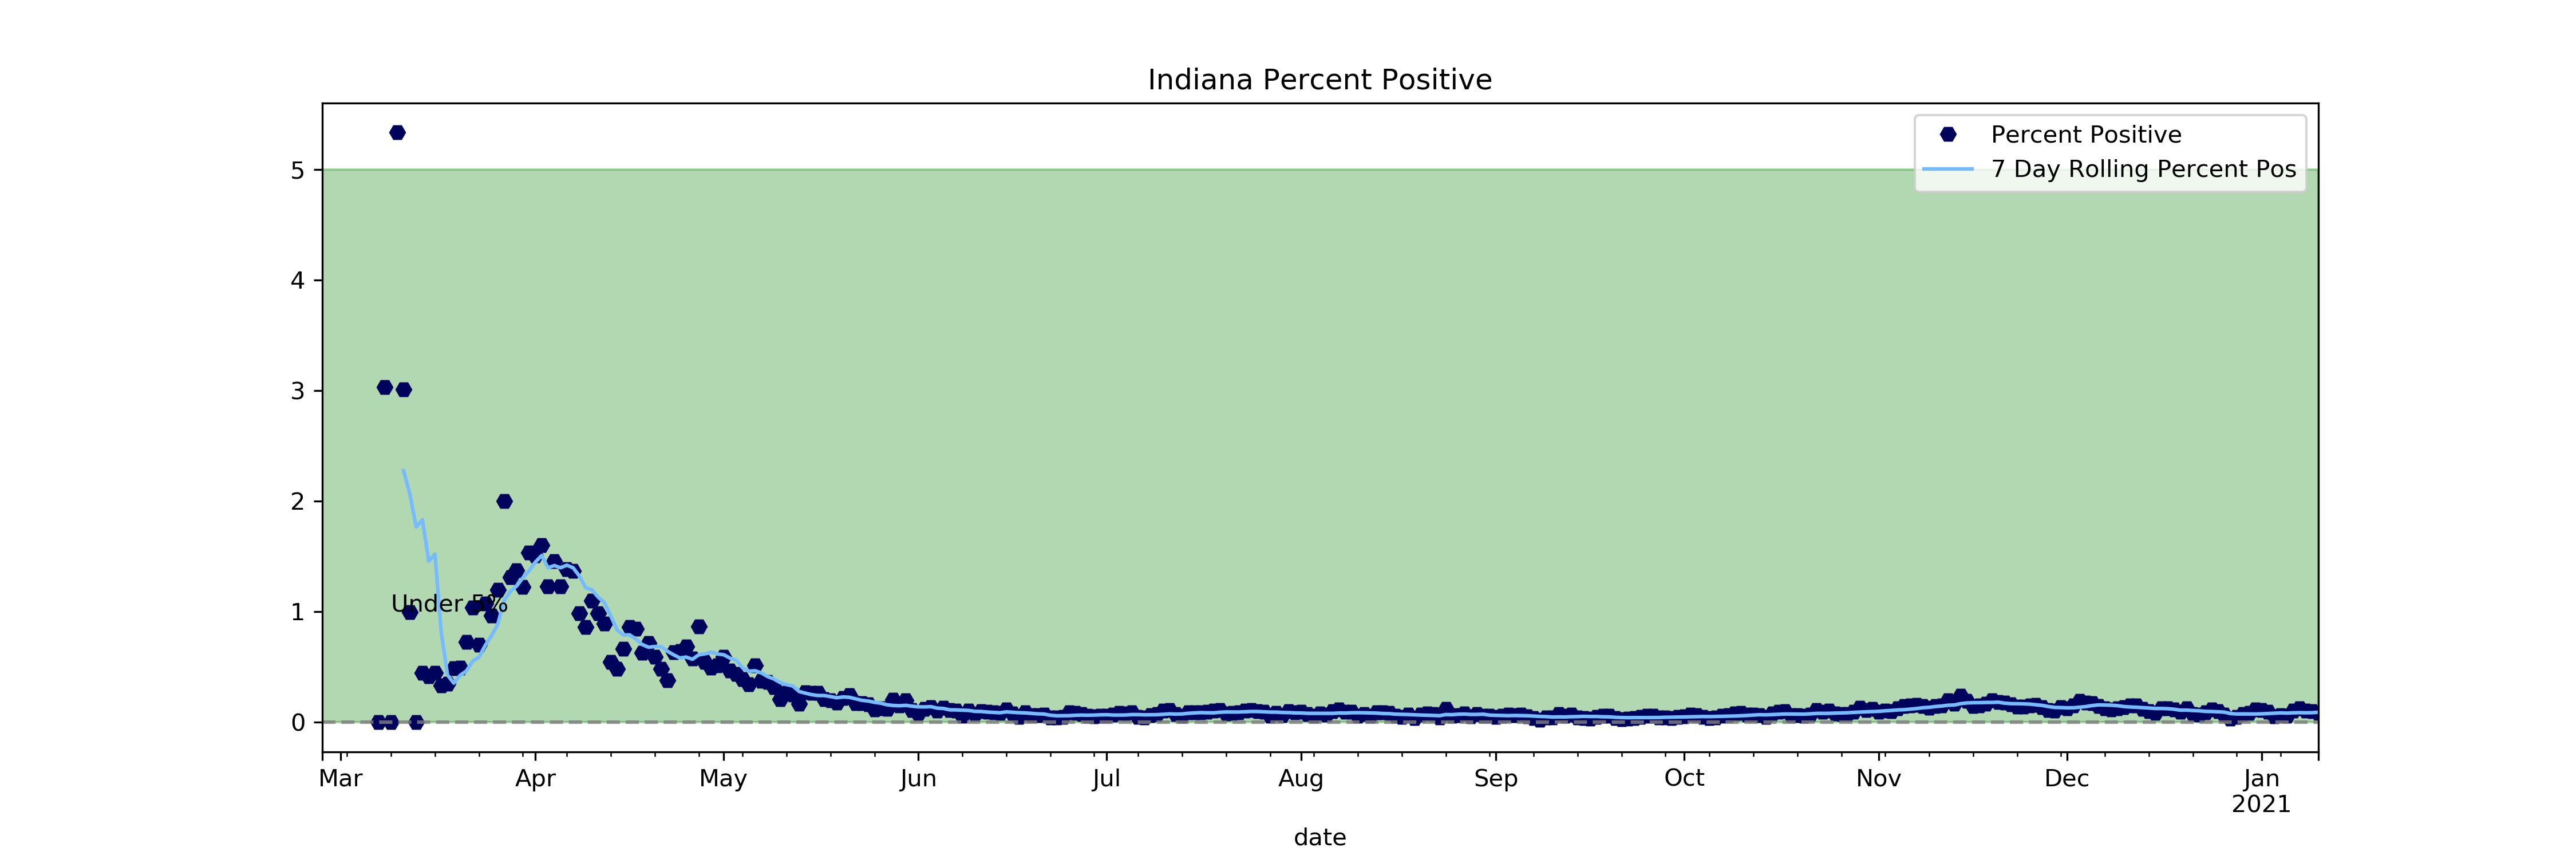 Indiana Percent Positive
Percent Positive
7 Day Rolling Percent Pos
5
4
3
2
1
0
Under 5%
Mar Apr May Jun Jul Aug Sep Oct Nov Dec Jan
2021
date